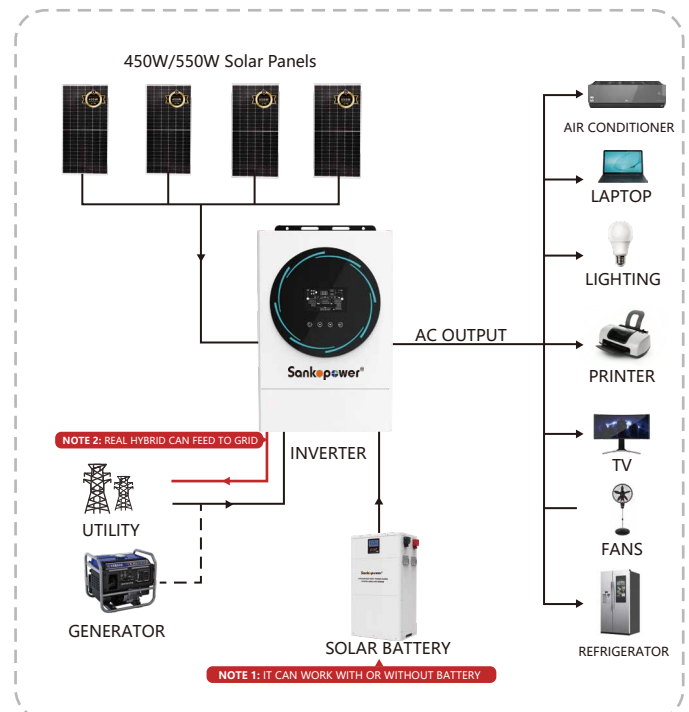 450W/550W Solar Panels
AIR CONDITIONER
LAPTOP
LIGHTING
AC OUTPUT
PRINTER
Sankopower®
NOTE 2: REAL HYBRID CAN FEED TO GRID
INVERTER
TV
UTILITY
FANS
Sankopower®
GENERATOR
SOLAR BATTERY
REFRIGERATOR
NOTE 1: IT CAN WORK WITH OR WITHOUT BATTERY